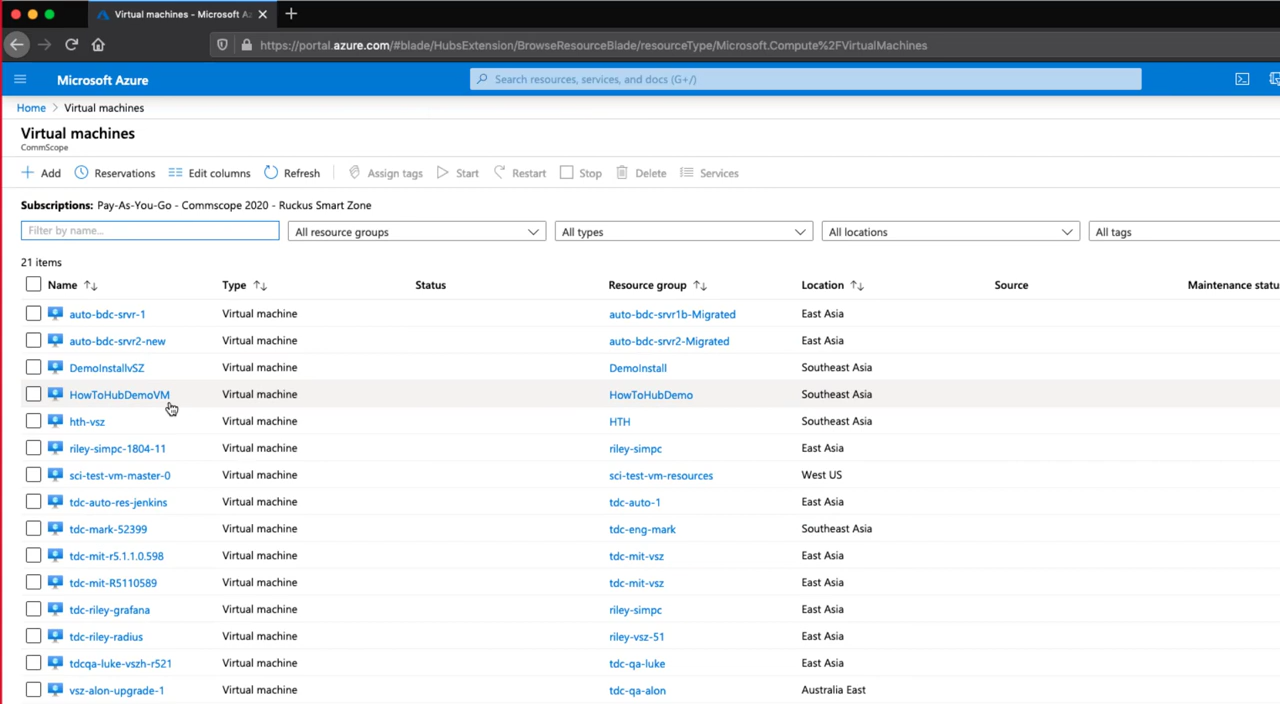 Virtual machines - Microsoft Az
https://portal.azure.com/#blade/HubsExtension/BrowseResourceBlade/resourceType/Microsoft.Compute%2FVirtualMachines
Microsoft Azure
Search resources, services, and docs (G+/)
Home > Virtual machines
Virtual machines
CommScope
Add Reservations Edit columns Refresh Assign tags Start Restart Stop Delete Services
Subscriptions: Pay-As-You-Go - Commscope 2020 - Ruckus Smart Zone
Filter by name... All resource groups All types All locations All tags
21 items
Name Type Status Resource group Location Source Maintenance statu
auto-bdc-srvr-1 Virtual machine auto-bdc-srvr1b-Migrated East Asia
auto-bdc-srvr2-new Virtual machine auto-bdc-srvr2-Migrated East Asia
DemoInstallvSZ Virtual machine DemoInstall Southeast Asia
HowToHubDemoVM Virtual machine HowToHubDemo Southeast Asia
hth-vsz Virtual machine HTH Southeast Asia
riley-simpc-1804-11 Virtual machine riley-simpc East Asia
sci-test-vm-master-0 Virtual machine sci-test-vm-resources West US
tdc-auto-res-jenkins Virtual machine tdc-auto-1 East Asia
tdc-mark-52399 Virtual machine tdc-eng-mark Southeast Asia
tdc-mit-r5.1.1.0.598 Virtual machine tdc-mit-vsz East Asia
tdc-mit-R5110589 Virtual machine tdc-mit-vsz East Asia
tdc-riley-grafana Virtual machine riley-simpc East Asia
tdc-riley-radius Virtual machine riley-vsz-51 East Asia
tdcqa-luke-vszh-r521 Virtual machine tdc-qa-luke East Asia
vsz-alon-upgrade-1 Virtual machine tdc-qa-alon Australia East